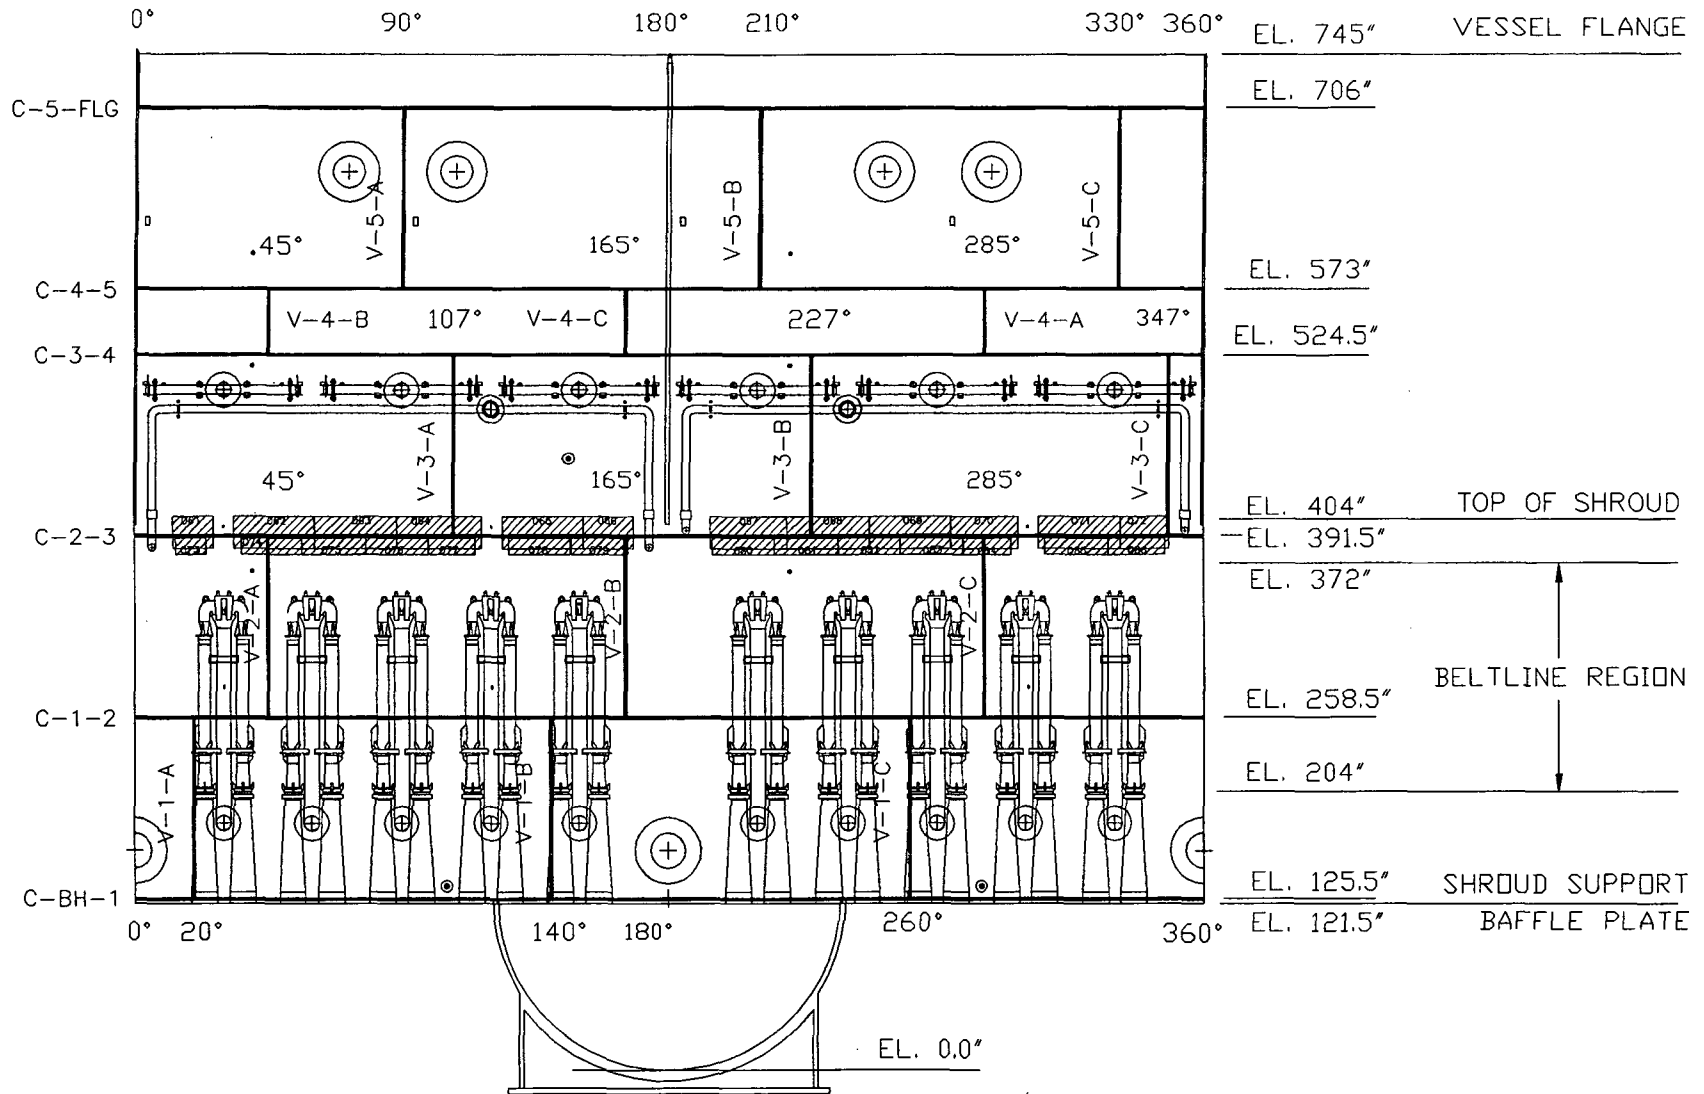 0° 90° 180° 210° 330° 360°
EL. 745" VESSEL FLANGE
EL. 706"
C-5-FLG
V-5-A V-5-B V-5-C
45° 165° 285°
EL. 573"
C-4-5
V-4-B 107° V-4-C 227° V-4-A 347°
EL. 524.5"
C-3-4
V-3-A V-3-B V-3-C
45° 165° 285°
EL. 404" TOP OF SHROUD
C-2-3
EL. 391.5"
EL. 372"
V-2-A V-2-B V-2-C
BELTLINE REGION
EL. 258.5"
C-1-2
EL. 204"
V-1-A V-1-B V-1-C
EL. 125.5" SHROUD SUPPORT
C-BH-1
EL. 121.5" BAFFLE PLATE
0° 20° 140° 180° 260° 360°
EL. 0.0"